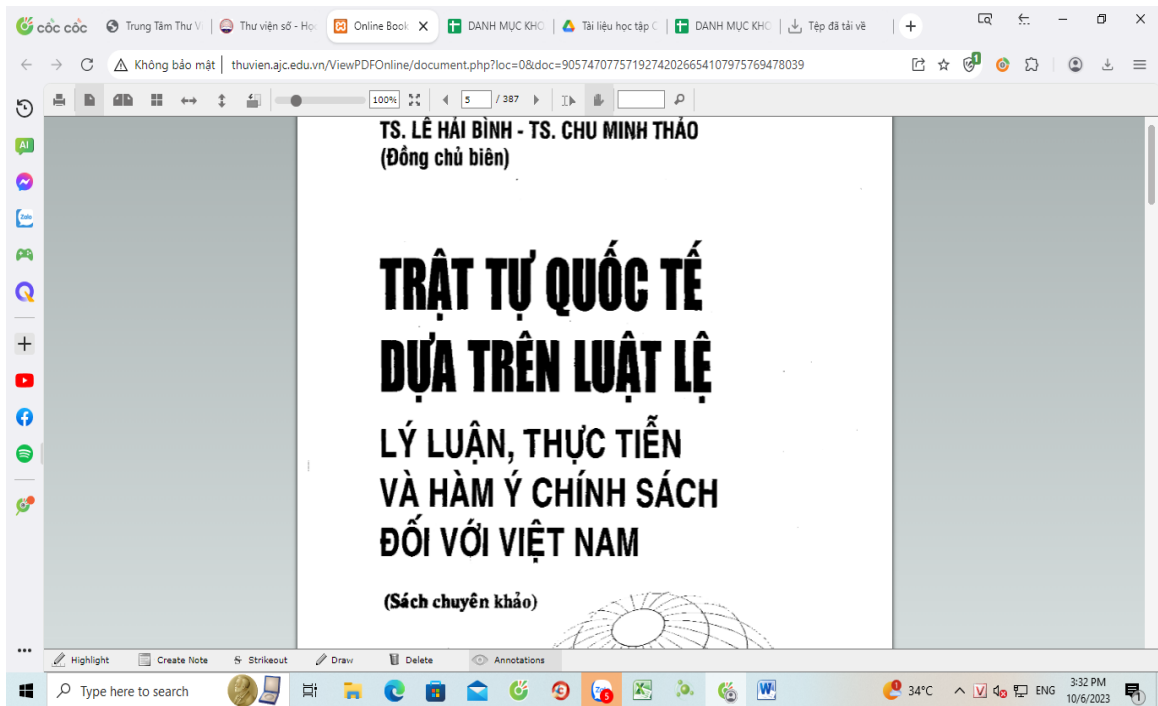 cốc cốc
Trung Tâm Thư Vi
Thư viện số - Học
Online Book
DANH MỤC KHO
Tài liệu học tập C
DANH MỤC KHO
Tệp đã tải về
Không bảo mật
thuvien.ajc.edu.vn/ViewPDFOnline/document.php?loc=0&doc=90574707757192742026654107975769478039
100%
5 / 387
AI
Zalo
TS. LÊ HẢI BÌNH - TS. CHU MINH THẢO
(Đồng chủ biên)
TRẬT TỰ QUỐC TẾ
DỰA TRÊN LUẬT LỆ
LÝ LUẬN, THỰC TIỄN
VÀ HÀM Ý CHÍNH SÁCH
ĐỐI VỚI VIỆT NAM
(Sách chuyên khảo)
Highlight
Create Note
Strikeout
Draw
Delete
Annotations
Type here to search
34°C
ENG
3:32 PM
10/6/2023